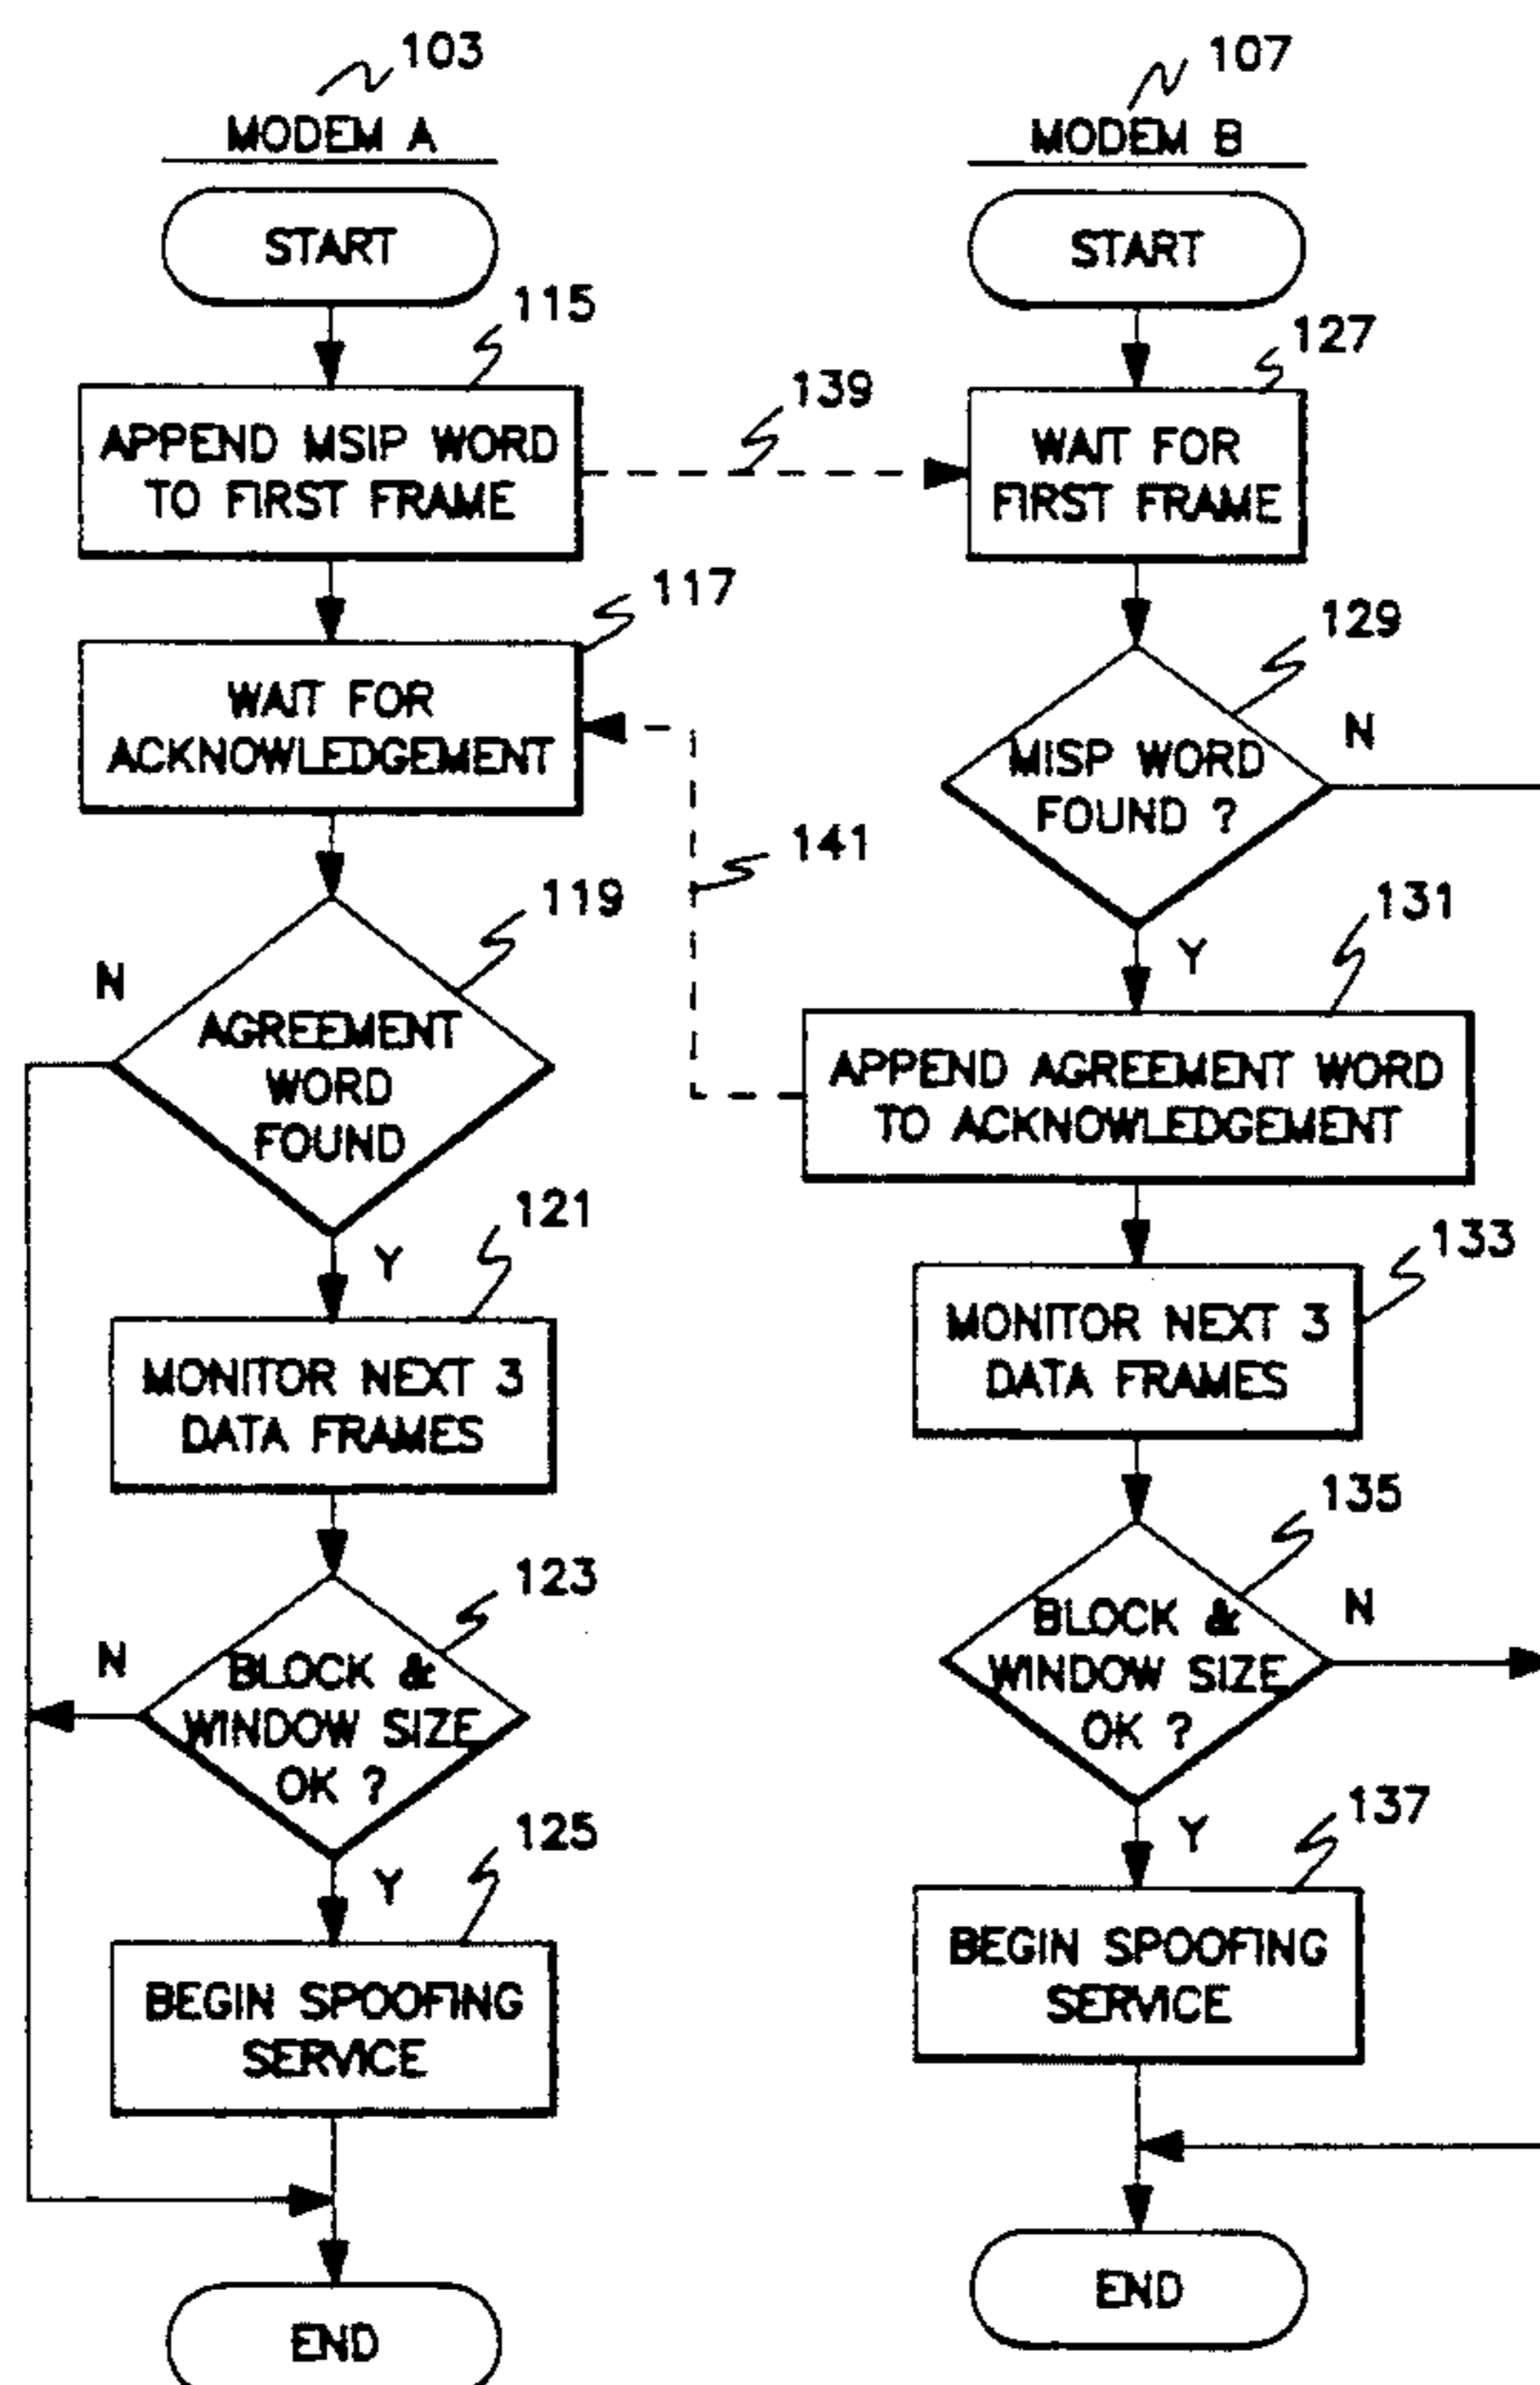 103
MODEM A
START
115
APPEND MSIP WORD
TO FIRST FRAME
139
117
WAIT FOR
ACKNOWLEDGEMENT
141
119
N
AGREEMENT
WORD
FOUND
121
Y
MONITOR NEXT 3
DATA FRAMES
123
N
BLOCK &
WINDOW SIZE
OK ?
125
Y
BEGIN SPOOFING
SERVICE
END
107
MODEM B
START
127
WAIT FOR
FIRST FRAME
129
N
MISP WORD
FOUND ?
131
Y
APPEND AGREEMENT WORD
TO ACKNOWLEDGEMENT
133
MONITOR NEXT 3
DATA FRAMES
135
N
BLOCK &
WINDOW SIZE
OK ?
137
Y
BEGIN SPOOFING
SERVICE
END